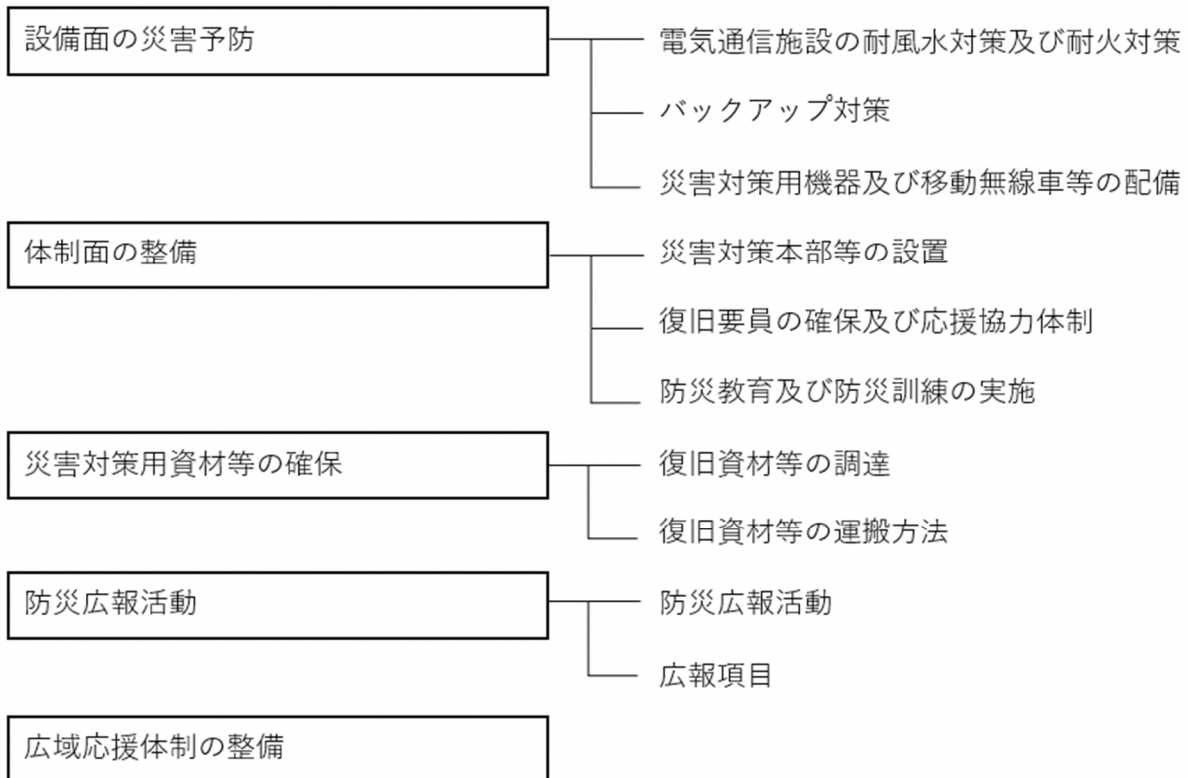 設備面の災害予防
電気通信施設の耐風水対策及び耐火対策
バックアップ対策
災害対策用機器及び移動無線車等の配備
体制面の整備
災害対策本部等の設置
復旧要員の確保及び応援協力体制
防災教育及び防災訓練の実施
災害対策用資材等の確保
復旧資材等の調達
復旧資材等の運搬方法
防災広報活動
防災広報活動
広報項目
広域応援体制の整備